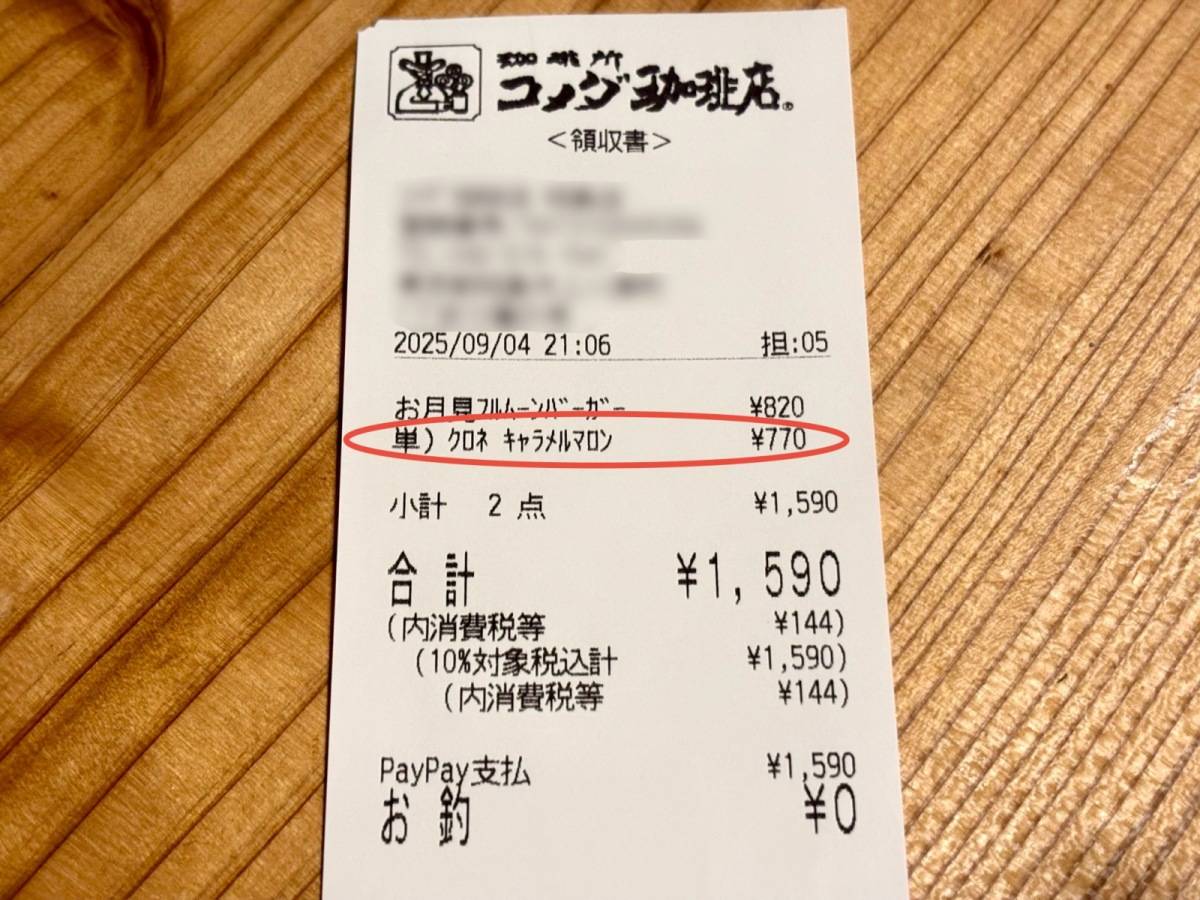 珈琲所
コメダ珈琲店®
＜領収書＞
2025/09/04 21:06 担:05
お月見ﾌﾙﾑｰﾝﾊﾞｰｶﾞｰ ¥820
単) ｸﾛﾈ ｷｬﾗﾒﾙﾏﾛﾝ ¥770
小計 2 点 ¥1,590
合計 ¥1,590
(内消費税等 ¥144)
(10%対象税込計 ¥1,590)
(内消費税等 ¥144)
PayPay支払 ¥1,590
お釣 ¥0